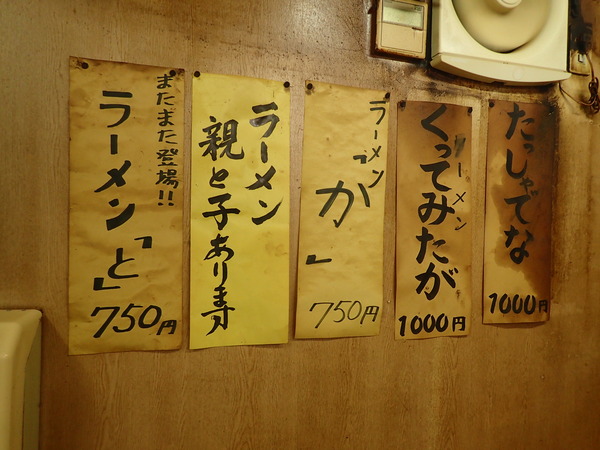 たっしゃでな
1000円
ラーメン
くってみたが
1000円
ラーメン
「か」
750円
ラーメン
親と子あります
またまた登場!!
ラーメン「と」
750円